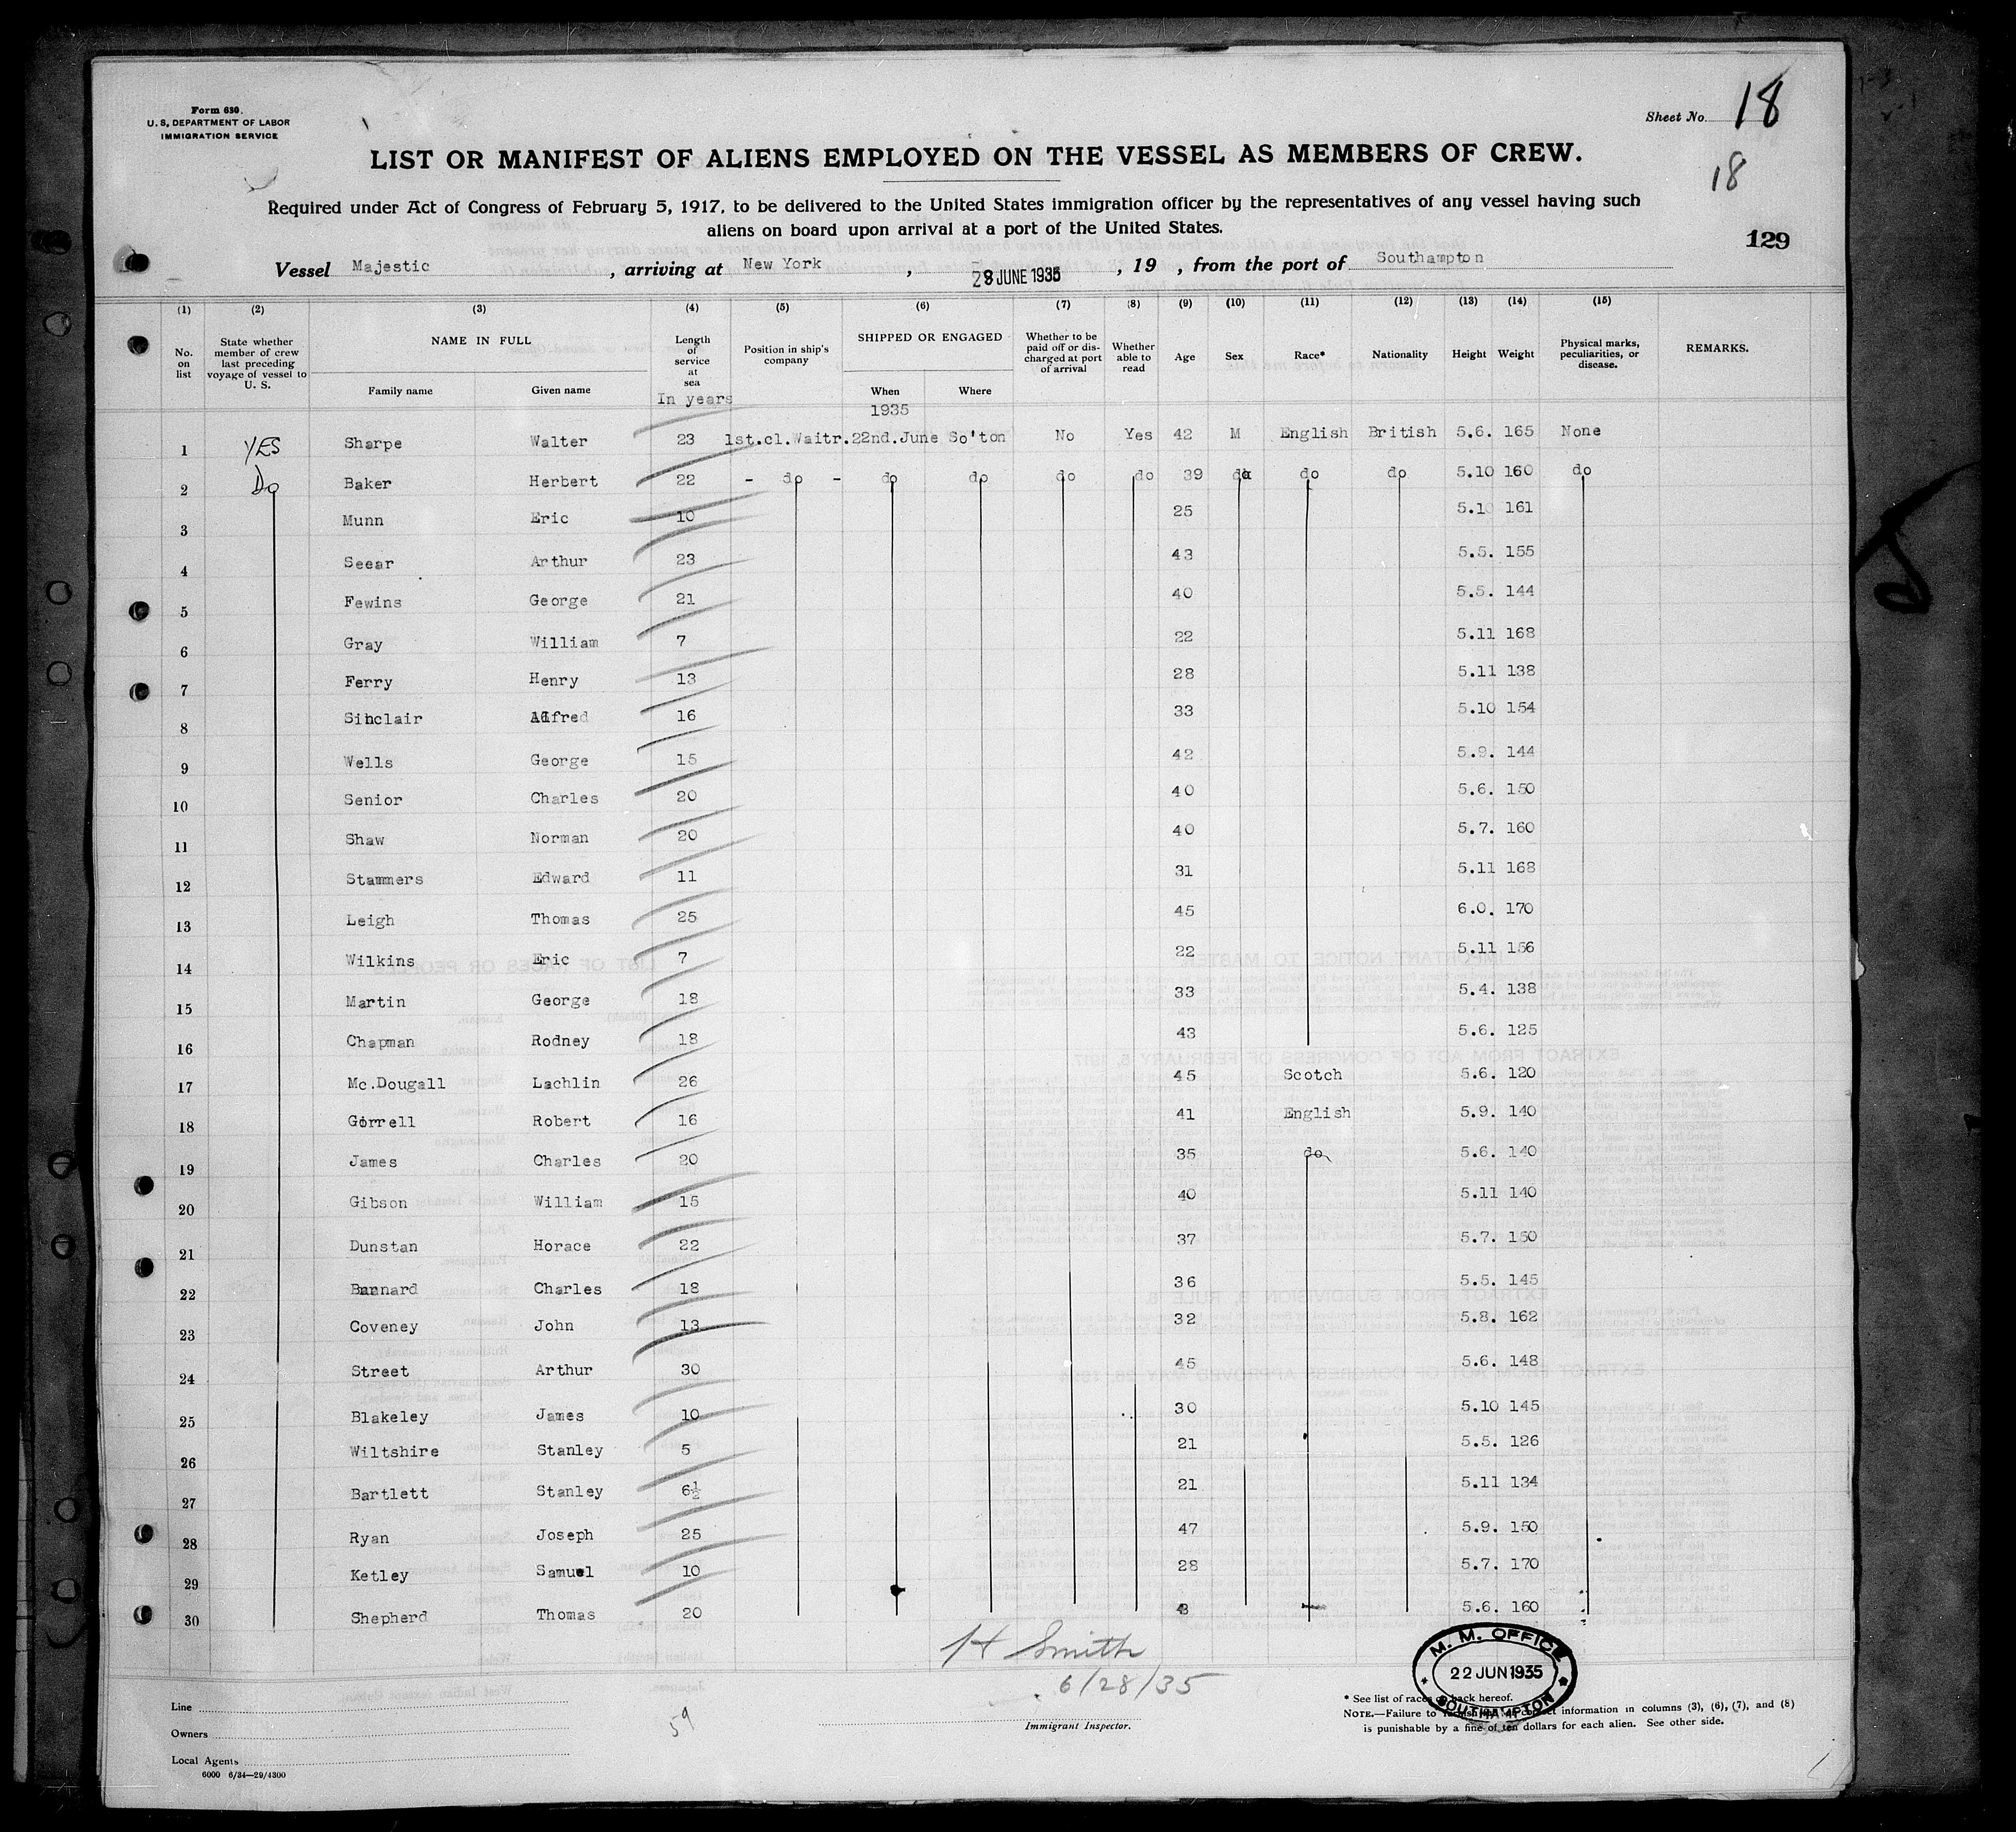 Form 680.
U. S. DEPARTMENT OF LABOR
IMMIGRATION SERVICE
Sheet No. 18
18
LIST OR MANIFEST OF ALIENS EMPLOYED ON THE VESSEL AS MEMBERS OF CREW.
Required under Act of Congress of February 5, 1917, to be delivered to the United States immigration officer by the representatives of any vessel having such
aliens on board upon arrival at a port of the United States.
129
Vessel Majestic , arriving at New York , 28 JUNE 1935 , 19 , from the port of Southampton
(1) (2) (3) (4) (5) (6) (7) (8) (9) (10) (11) (12) (13) (14) (15)
No. on list State whether member of crew last preceding voyage of vessel to U. S. NAME IN FULL Family name Given name Length of service at sea In years Position in ship's company SHIPPED OR ENGAGED When 1935 Where Whether to be paid off or discharged at port of arrival Whether able to read Age Sex Race* Nationality Height Weight Physical marks, peculiarities, or disease. REMARKS.
1 YES Sharpe Walter 23 1st.cl.Waitr. 22nd.June So'ton No Yes 42 M English British 5.6. 165 None
2 Do Baker Herbert 22 - do - do do do do 39 do do do 5.10 160 do
3 Munn Eric 10 25 5.10 161
4 Seear Arthur 23 43 5.5. 155
5 Fewins George 21 40 5.5. 144
6 Gray William 7 22 5.11 168
7 Ferry Henry 13 28 5.11 138
8 Sinclair Alfred 16 33 5.10 154
9 Wells George 15 42 5.9. 144
10 Senior Charles 20 40 5.6. 150
11 Shaw Norman 20 40 5.7. 160
12 Stammers Edward 11 31 5.11 168
13 Leigh Thomas 25 45 6.0. 170
14 Wilkins Eric 7 22 5.11 156
15 Martin George 18 33 5.4. 138
16 Chapman Rodney 18 43 5.6. 125
17 Mc.Dougall Lachlin 26 45 Scotch 5.6. 120
18 Gorrell Robert 16 41 English 5.9. 140
19 James Charles 20 35 do 5.6. 140
20 Gibson William 15 40 5.11 140
21 Dunstan Horace 22 37 5.7. 150
22 Charles 18 36 5.5. 145
23 Coveney John 13 32 5.8. 162
24 Street Arthur 30 45 5.6. 148
25 Blakeley James 10 30 5.10 145
26 Wiltshire Stanley 5 21 5.5. 126
27 Bartlett Stanley 6½ 21 5.11 134
28 Ryan Joseph 25 47 5.9. 150
29 Ketley Samuel 10 28 5.7. 170
30 Shepherd Thomas 20 5.6. 160
H Smith
6/28/35
Immigrant Inspector.
M. M. OFFICE
22 JUN 1935
SOUTHAMPTON
Line
Owners
Local Agents
6000 6/34—29/4300
59
* See list of races on back hereof.
NOTE.—Failure to furnish correct information in columns (3), (6), (7), and (8)
is punishable by a fine of ten dollars for each alien. See other side.